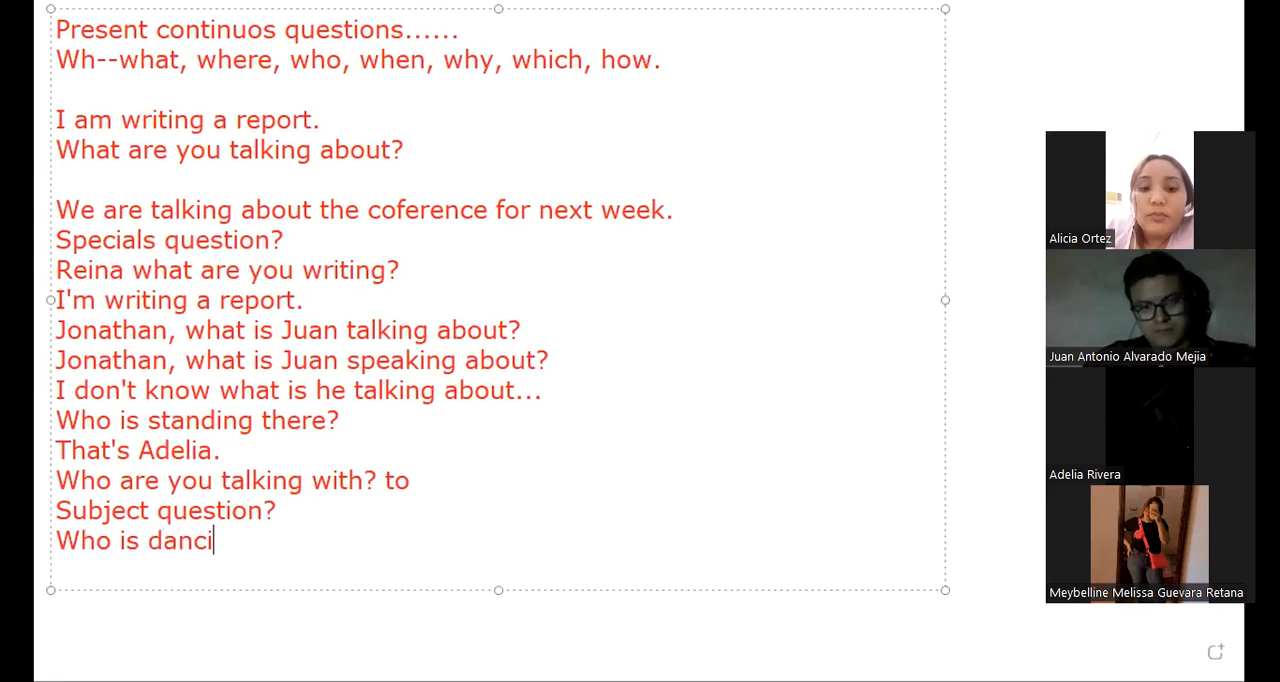 Present continuos questions......
Wh--what, where, who, when, why, which, how.
I am writing a report.
What are you talking about?
We are talking about the coference for next week.
Specials question?
Reina what are you writing?
I'm writing a report.
Jonathan, what is Juan talking about?
Jonathan, what is Juan speaking about?
I don't know what is he talking about...
Who is standing there?
That's Adelia.
Who are you talking with? to
Subject question?
Who is danci
Alicia Ortez
Juan Antonio Alvarado Mejia
Adelia Rivera
Meybelline Melissa Guevara Retana